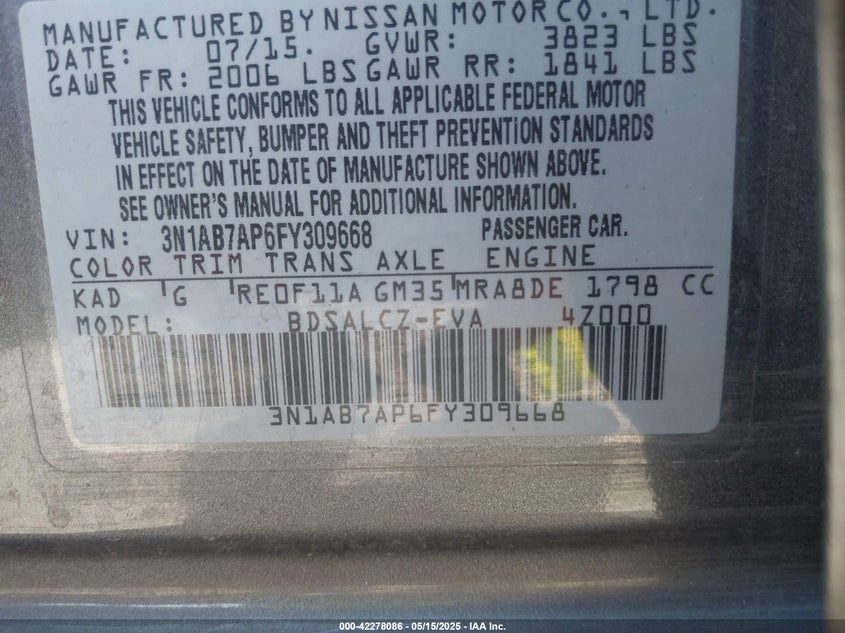 MANUFACTURED BY NISSAN MOTOR CO., LTD.
DATE: 07/15. GVWR: 3823 LBS
GAWR FR: 2006 LBS GAWR RR: 1841 LBS
THIS VEHICLE CONFORMS TO ALL APPLICABLE FEDERAL MOTOR
VEHICLE SAFETY, BUMPER AND THEFT PREVENTION STANDARDS
IN EFFECT ON THE DATE OF MANUFACTURE SHOWN ABOVE.
SEE OWNER'S MANUAL FOR ADDITIONAL INFORMATION.
VIN: 3N1AB7AP6FY309668 PASSENGER CAR.
COLOR TRIM TRANS AXLE ENGINE
KAD G RE0F11A GM35 MRA8DE 1798 CC
MODEL: BDSALCZ-EVA 4Z000
3N1AB7AP6FY309668
000-42278086 - 05/15/2025 - IAA Inc.